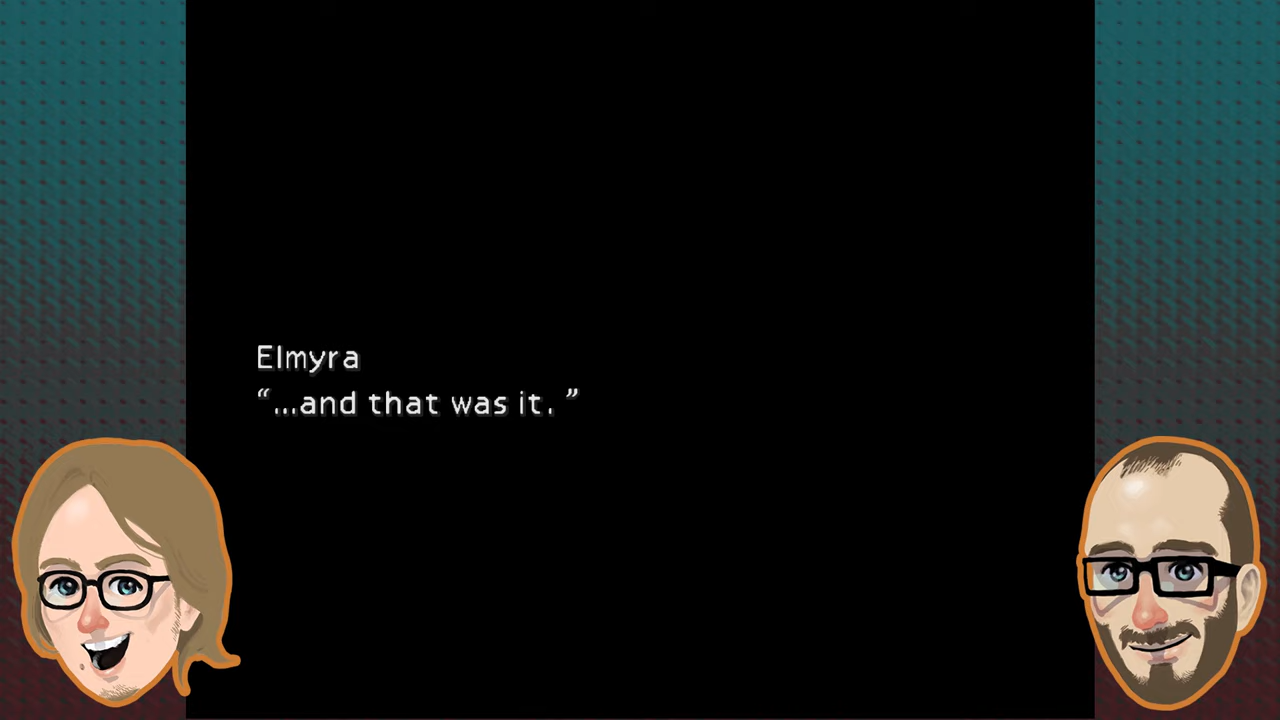 Elmyra
“...and that was it. ”